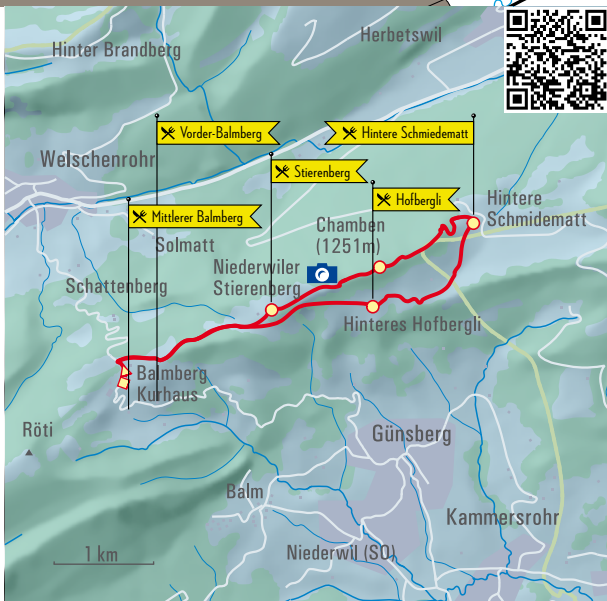 Hinter Brandberg
Herbetswil
Vorder-Balmberg
Hintere Schmiedematt
Welschenrohr
Stierenberg
Hofbergli
Mittlerer Balmberg
Hintere
Schmidematt
Chamben
(1251m)
Solmatt
Niederwiler
Stierenberg
Schattenberg
Hinteres Hofbergli
Balmberg
Kurhaus
Röti
Günsberg
Balm
Kammersrohr
1 km
Niederwil (SO)